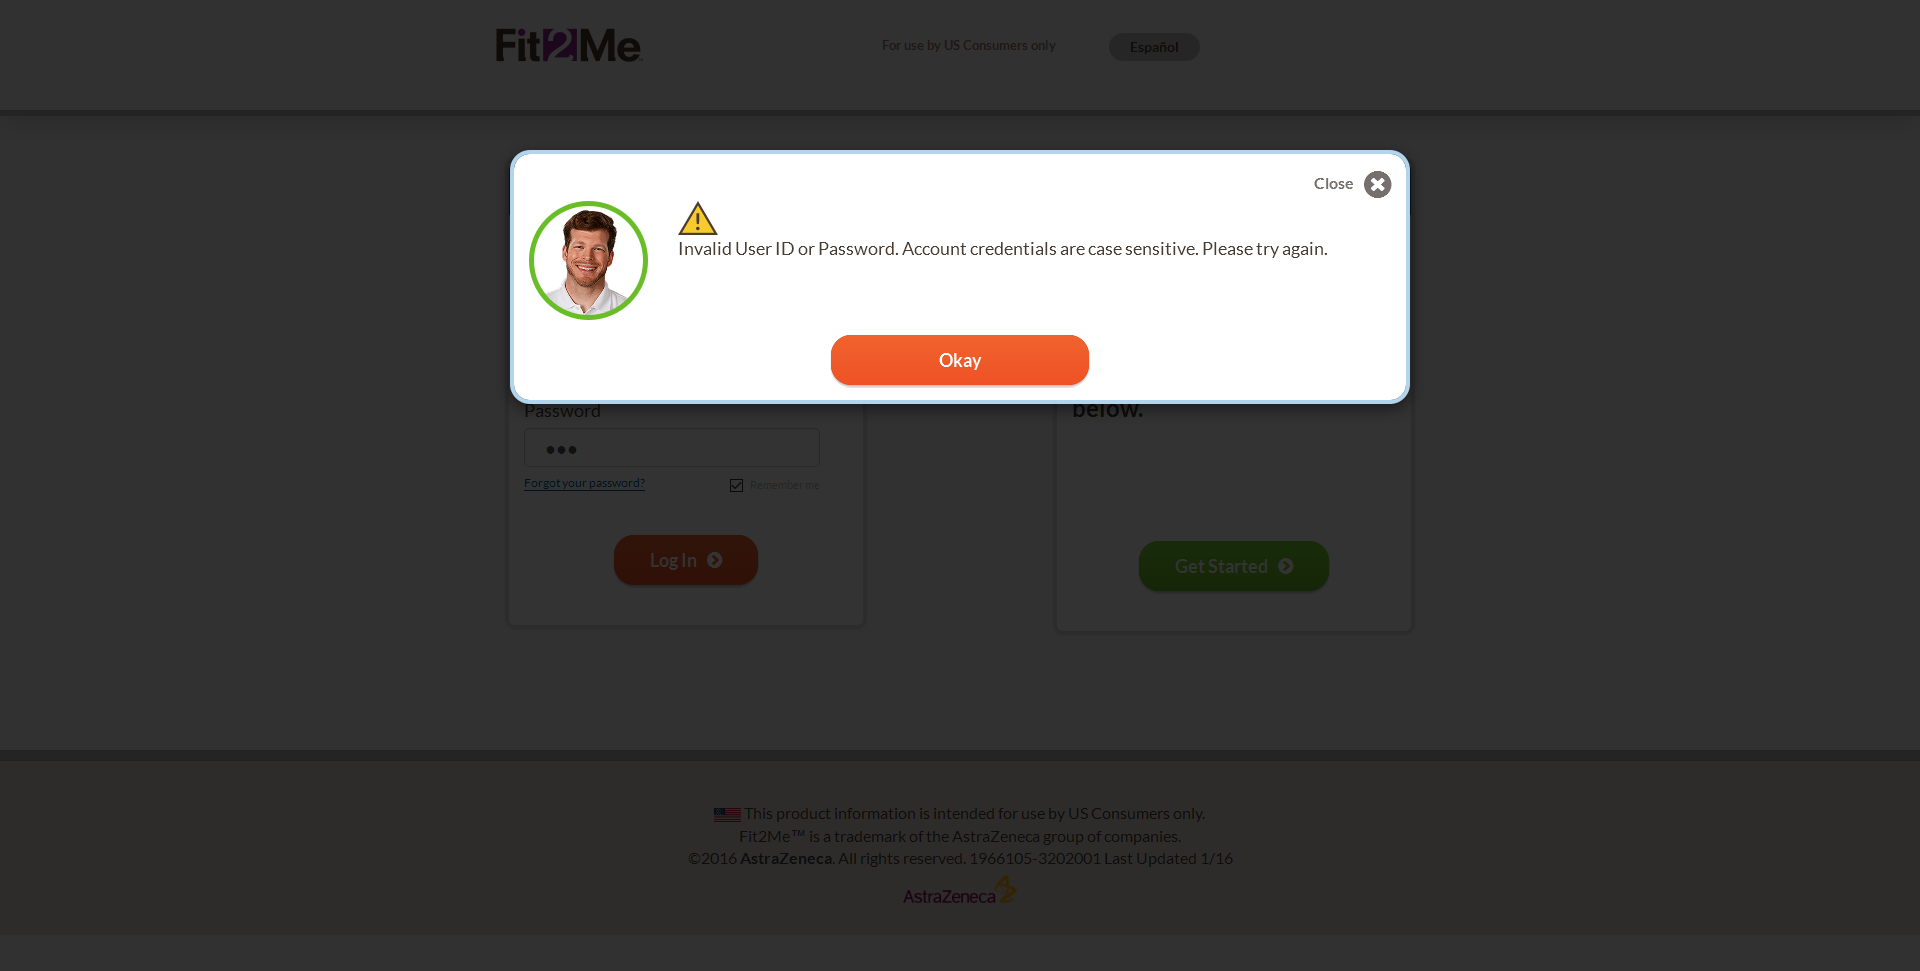 Fit2Me
For use by US Consumers only
Español
Close
Invalid User ID or Password. Account credentials are case sensitive. Please try again.
Okay
Password
below.
Forgot your password?
Remember me
Log In
Get Started
This product information is intended for use by US Consumers only.
Fit2Me™ is a trademark of the AstraZeneca group of companies.
©2016 AstraZeneca. All rights reserved. 1966105-3202001 Last Updated 1/16
AstraZeneca